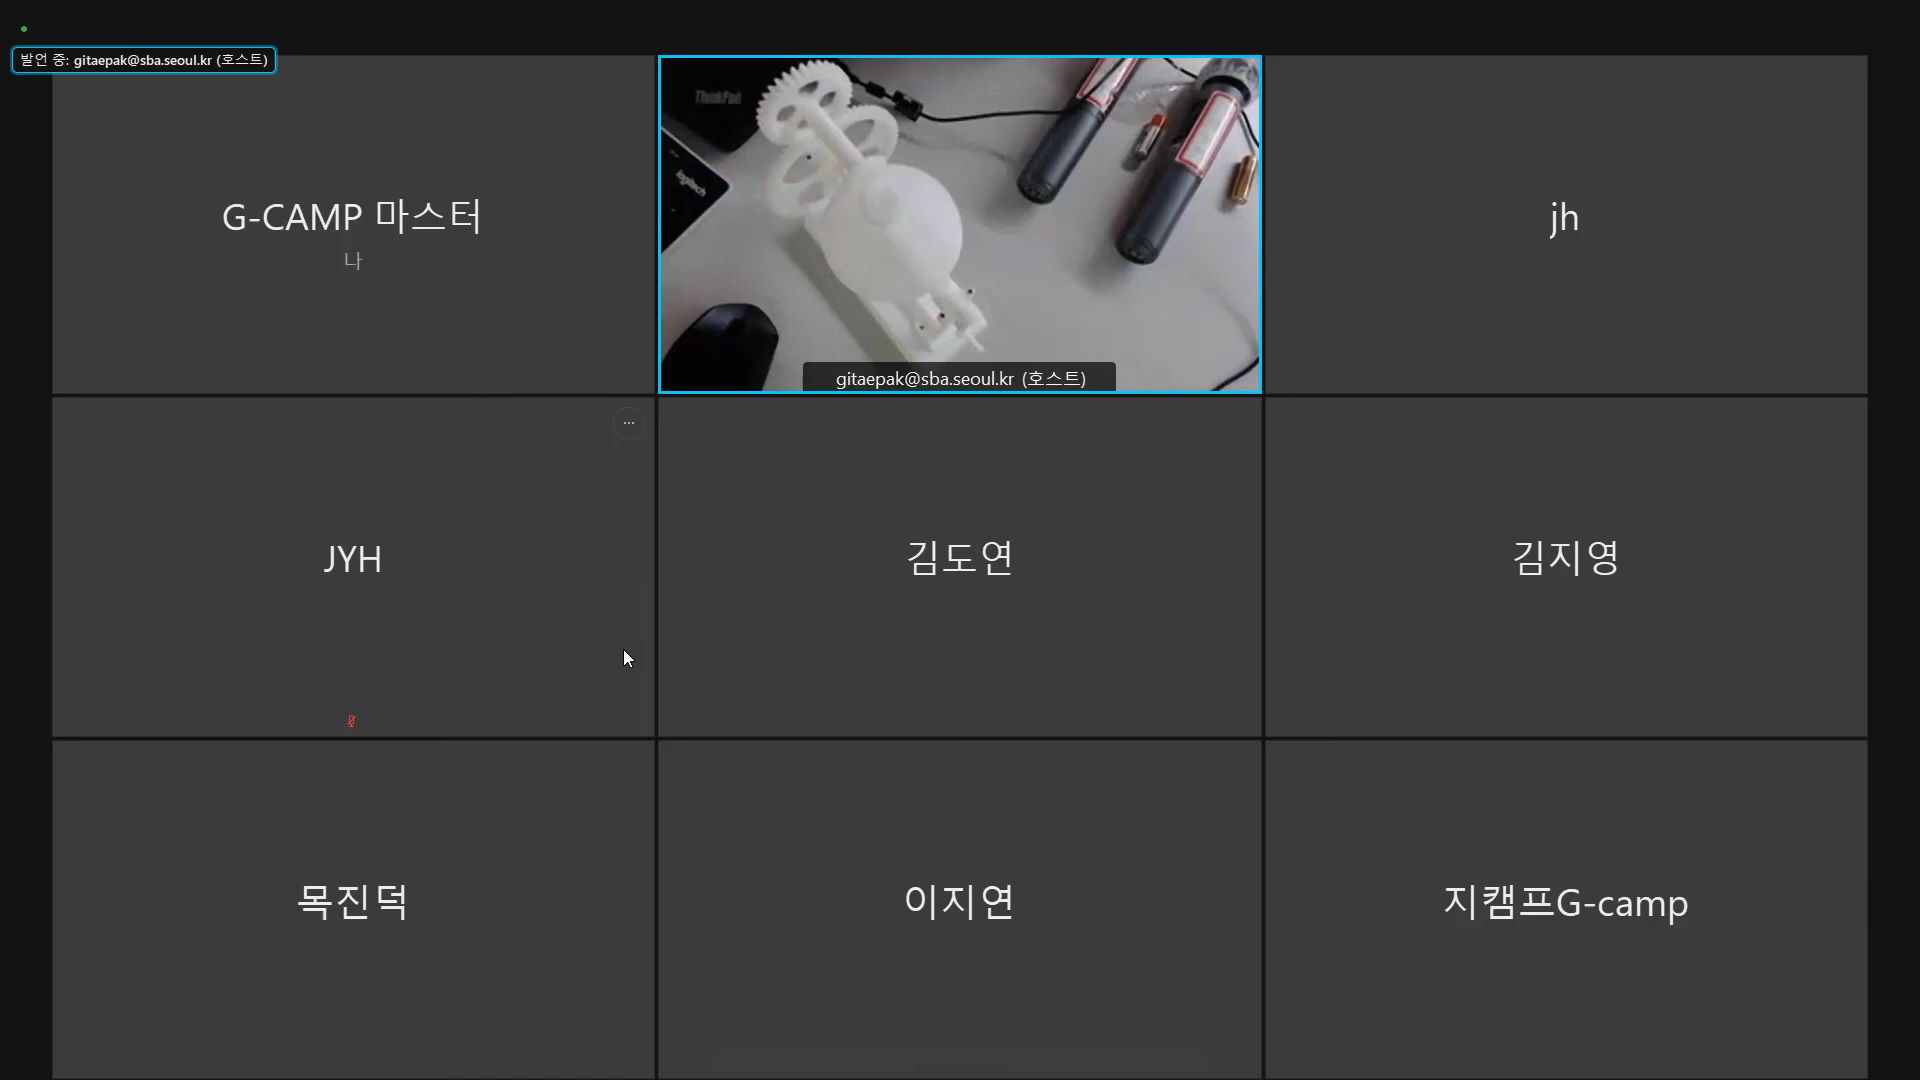 발언 중: gitaepak@sba.seoul.kr (호스트)
G-CAMP 마스터
나
ThinkPad
logitech
gitaepak@sba.seoul.kr (호스트)
jh
JYH
김도연
김지영
목진덕
이지연
지캠프G-camp